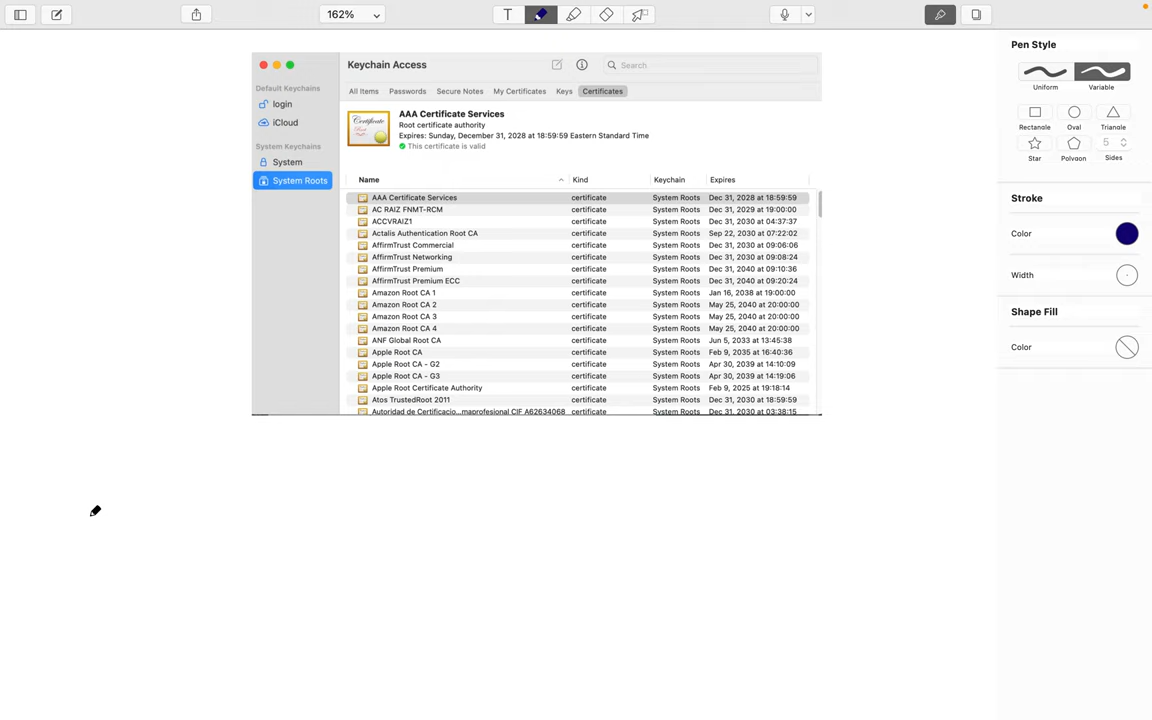 162%
T
Pen Style
Uniform
Variable
Rectangle
Oval
Triangle
Star
Polygon
5
Sides
Stroke
Color
Width
Shape Fill
Color
Keychain Access
Search
All Items
Passwords
Secure Notes
My Certificates
Keys
Certificates
Default Keychains
login
iCloud
System Keychains
System
System Roots
AAA Certificate Services
Root certificate authority
Expires: Sunday, December 31, 2028 at 18:59:59 Eastern Standard Time
This certificate is valid
Name Kind Keychain Expires
AAA Certificate Services certificate System Roots Dec 31, 2028 at 18:59:59
AC RAIZ FNMT-RCM certificate System Roots Dec 31, 2029 at 19:00:00
ACCVRAIZ1 certificate System Roots Dec 31, 2030 at 04:37:37
Actalis Authentication Root CA certificate System Roots Sep 22, 2030 at 07:22:02
AffirmTrust Commercial certificate System Roots Dec 31, 2030 at 09:06:06
AffirmTrust Networking certificate System Roots Dec 31, 2030 at 09:08:24
AffirmTrust Premium certificate System Roots Dec 31, 2040 at 09:10:36
AffirmTrust Premium ECC certificate System Roots Dec 31, 2040 at 09:20:24
Amazon Root CA 1 certificate System Roots Jan 16, 2038 at 19:00:00
Amazon Root CA 2 certificate System Roots May 25, 2040 at 20:00:00
Amazon Root CA 3 certificate System Roots May 25, 2040 at 20:00:00
Amazon Root CA 4 certificate System Roots May 25, 2040 at 20:00:00
ANF Global Root CA certificate System Roots Jun 5, 2033 at 13:45:38
Apple Root CA certificate System Roots Feb 9, 2035 at 16:40:36
Apple Root CA - G2 certificate System Roots Apr 30, 2039 at 14:10:09
Apple Root CA - G3 certificate System Roots Apr 30, 2039 at 14:19:06
Apple Root Certificate Authority certificate System Roots Feb 9, 2025 at 19:18:14
Atos TrustedRoot 2011 certificate System Roots Dec 31, 2030 at 18:59:59
Autoridad de Certificacio...maprofesional CIF A62634068 certificate System Roots Dec 31, 2030 at 03:38:15